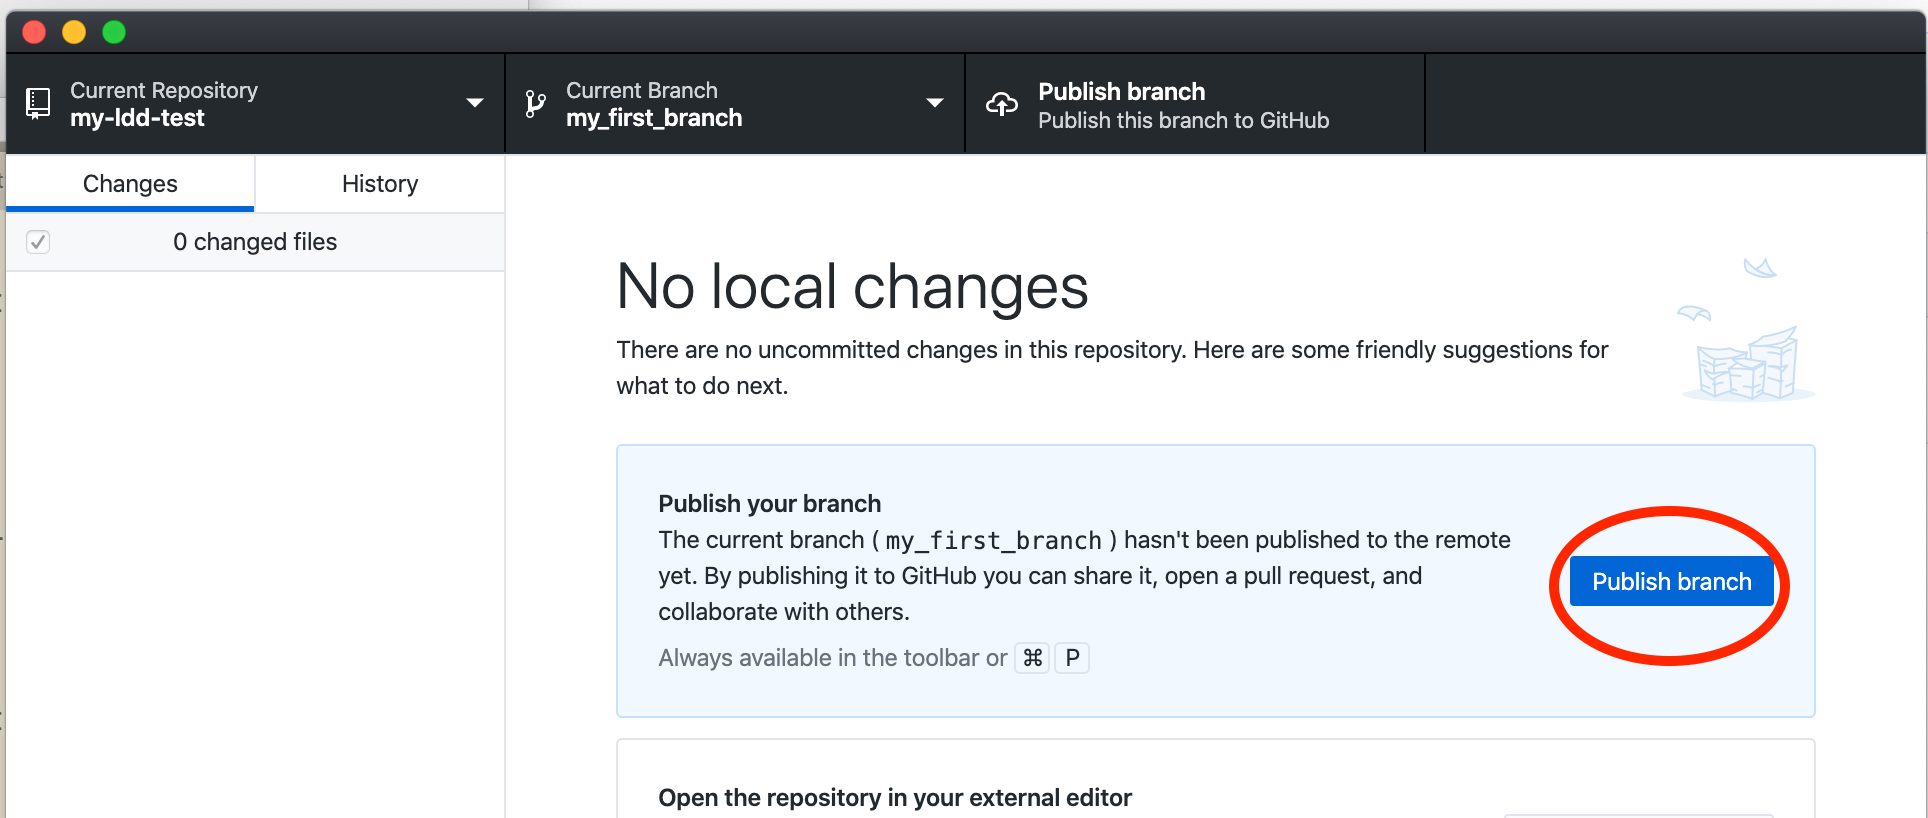 Current Repository
my-ldd-test
Current Branch
my_first_branch
Publish branch
Publish this branch to GitHub
Changes
History
0 changed files
No local changes
There are no uncommitted changes in this repository. Here are some friendly suggestions for
what to do next.
Publish your branch
The current branch ( my_first_branch ) hasn't been published to the remote
yet. By publishing it to GitHub you can share it, open a pull request, and
collaborate with others.
Always available in the toolbar or ⌘ P
Publish branch
Open the repository in your external editor